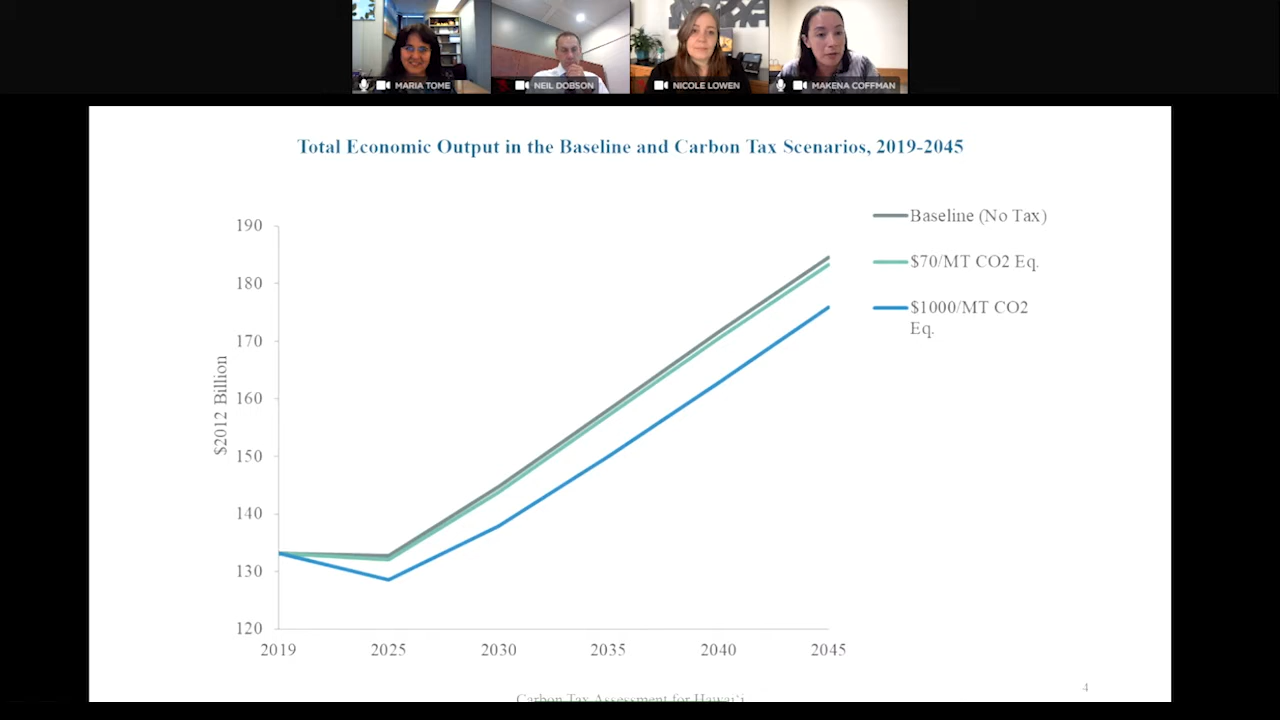 MARIA TOME
NEIL DOBSON
NICOLE LOWEN
MAKENA COFFMAN
Total Economic Output in the Baseline and Carbon Tax Scenarios, 2019-2045
Baseline (No Tax)
$70/MT CO2 Eq.
$1000/MT CO2
Eq.
$2012 Billion
190
180
170
160
150
140
130
120
2019 2025 2030 2035 2040 2045
Carbon Tax Assessment for Hawai‘i
4